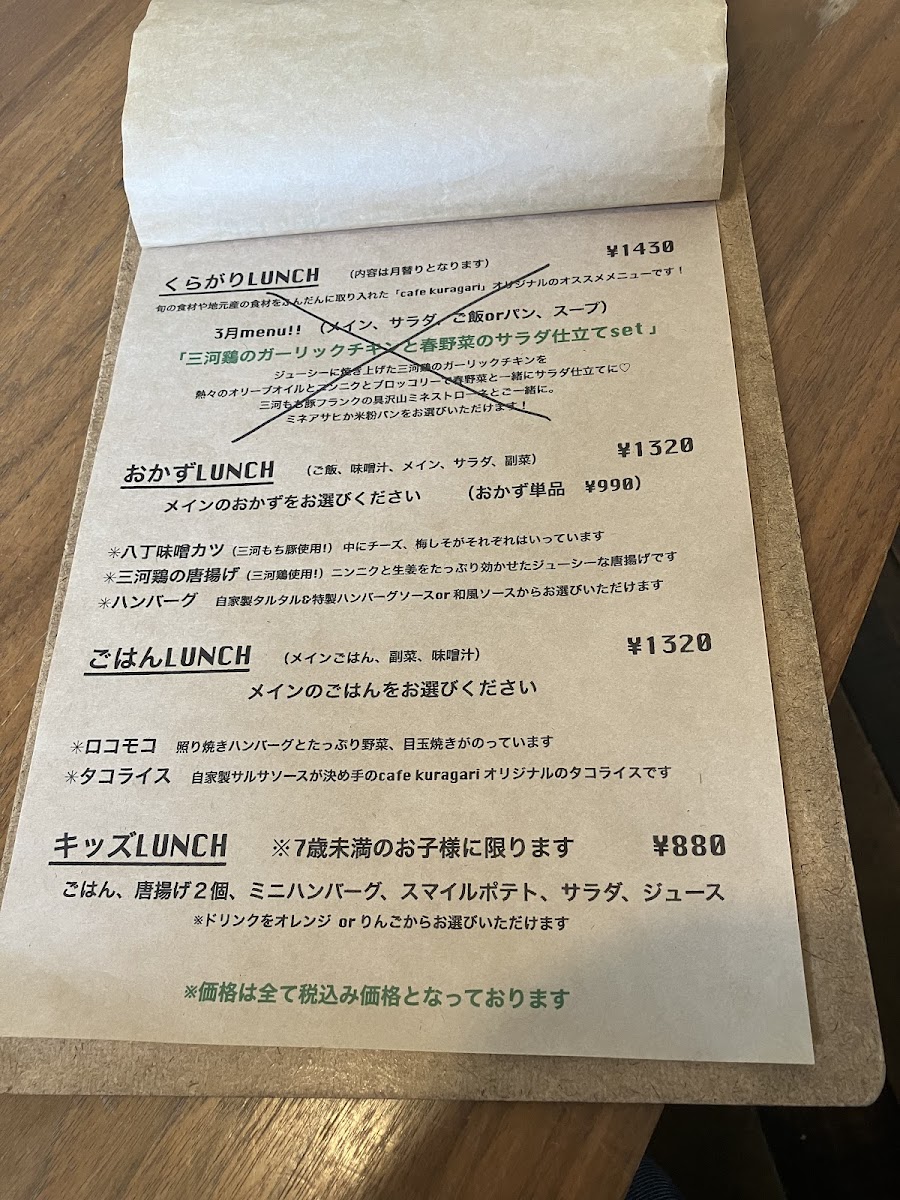 くらがりLUNCH （内容は月替りとなります） ¥1430
旬の食材や地元産の食材をふんだんに取り入れた「cafe kuragari」オリジナルのオススメメニューです！
3月menu!! （メイン、サラダ、ご飯orパン、スープ）
「三河鶏のガーリックチキンと春野菜のサラダ仕立てset」
ジューシーに焼き上げた三河鶏のガーリックチキンを
熱々のオリーブオイルとニンニクとブロッコリーで春野菜と一緒にサラダ仕立てに♡
三河もち豚フランクの具沢山ミネストローネとご一緒に。
ミネアサヒか米粉パンをお選びいただけます！
おかずLUNCH （ご飯、味噌汁、メイン、サラダ、副菜） ¥1320
メインのおかずをお選びください （おかず単品 ¥990）
✳︎八丁味噌カツ（三河もち豚使用!） 中にチーズ、梅しそがそれぞれはいっています
✳︎三河鶏の唐揚げ（三河鶏使用!）ニンニクと生姜をたっぷり効かせたジューシーな唐揚げです
✳︎ハンバーグ 自家製タルタル&特製ハンバーグソースor 和風ソースからお選びいただけます
ごはんLUNCH （メインごはん、副菜、味噌汁） ¥1320
メインのごはんをお選びください
✳︎ロコモコ 照り焼きハンバーグとたっぷり野菜、目玉焼きがのっています
✳︎タコライス 自家製サルサソースが決め手のcafe kuragari オリジナルのタコライスです
キッズLUNCH ※7歳未満のお子様に限ります ¥880
ごはん、唐揚げ２個、ミニハンバーグ、スマイルポテト、サラダ、ジュース
※ドリンクをオレンジ or りんごからお選びいただけます
※価格は全て税込み価格となっております